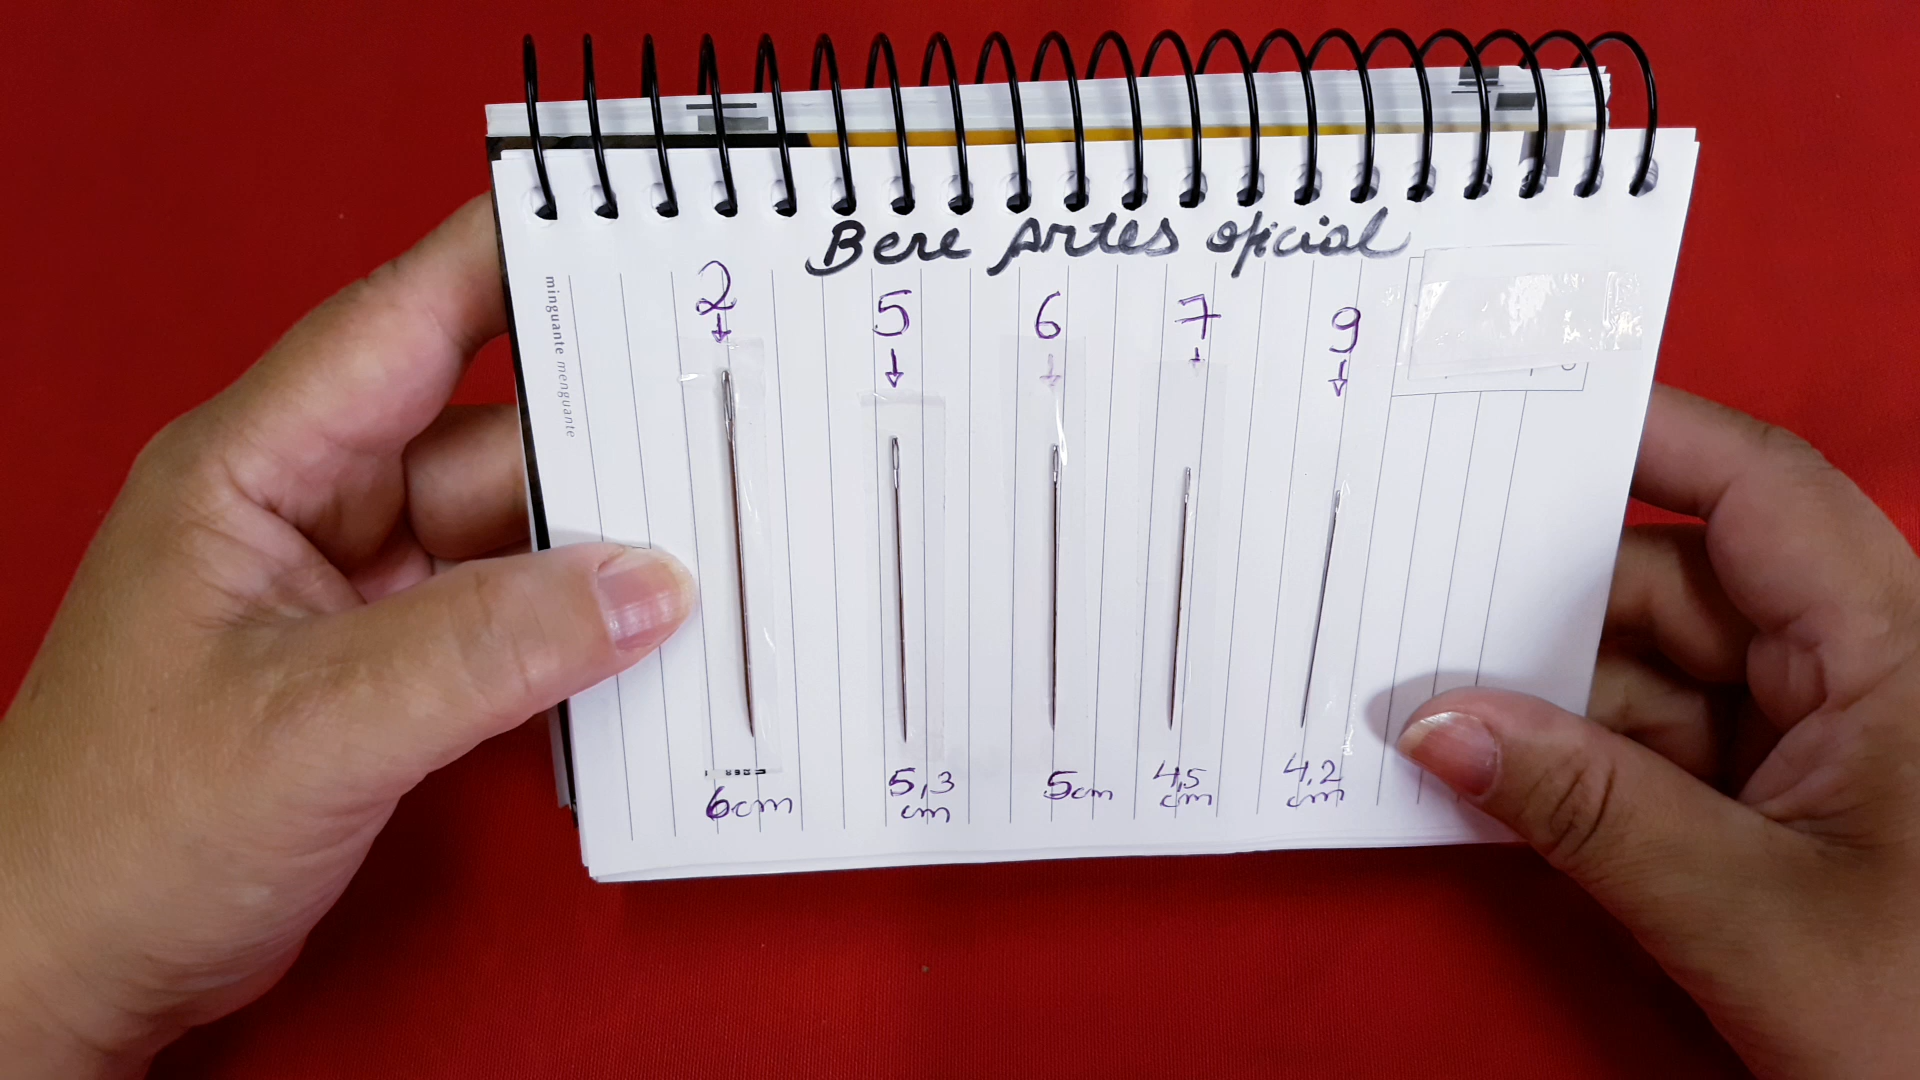 Bere Artes oficial
minguante menguante
2 5 6 7 9
6cm 5,3 cm 5cm 4,5 cm 4,2 cm